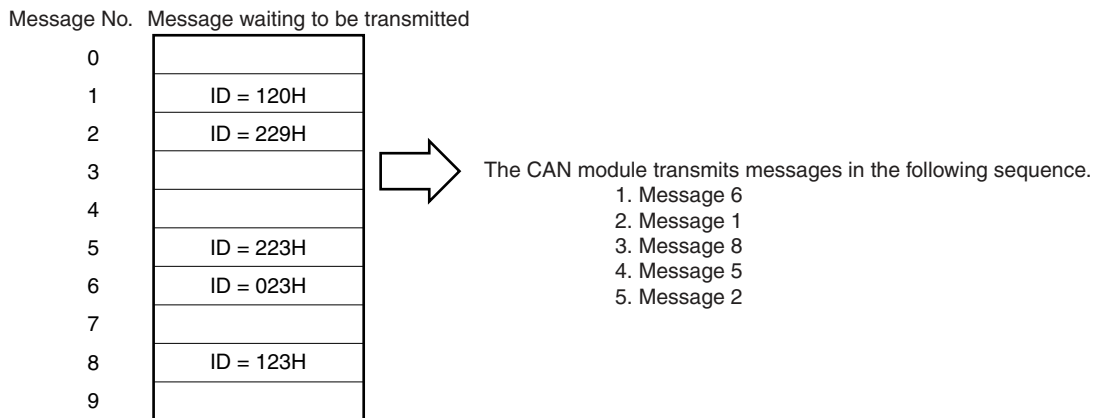 Message No. Message waiting to be transmitted
0
1 ID = 120H
2 ID = 229H
3
4
5 ID = 223H
6 ID = 023H
7
8 ID = 123H
9
The CAN module transmits messages in the following sequence.
1. Message 6
2. Message 1
3. Message 8
4. Message 5
5. Message 2